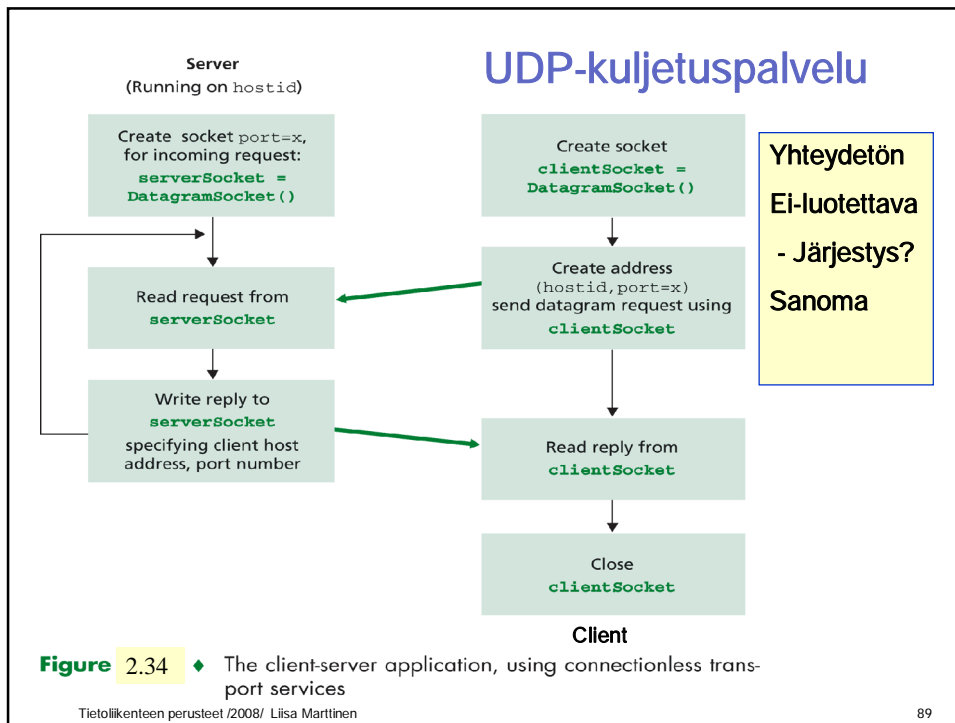 UDP-kuljetuspalvelu
Server
(Running on hostid)
Create socket port=x,
for incoming request:
serverSocket =
DatagramSocket()
Read request from
serverSocket
Write reply to
serverSocket
specifying client host
address, port number
Create socket
clientSocket =
DatagramSocket()
Create address
(hostid,port=x)
send datagram request using
clientSocket
Read reply from
clientSocket
Close
clientSocket
Client
Yhteydetön
Ei-luotettava
- Järjestys?
Sanoma
Figure 2.34 ♦ The client-server application, using connectionless trans-
port services
Tietoliikenteen perusteet /2008/ Liisa Marttinen
89